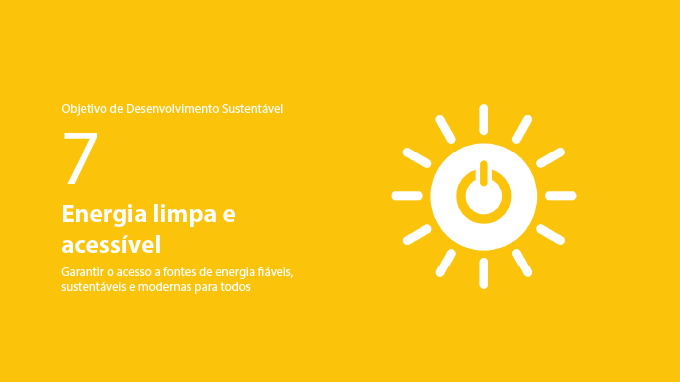 Objetivo de Desenvolvimento Sustentável
7
Energia limpa e
acessível
Garantir o acesso a fontes de energia fiáveis,
sustentáveis e modernas para todos